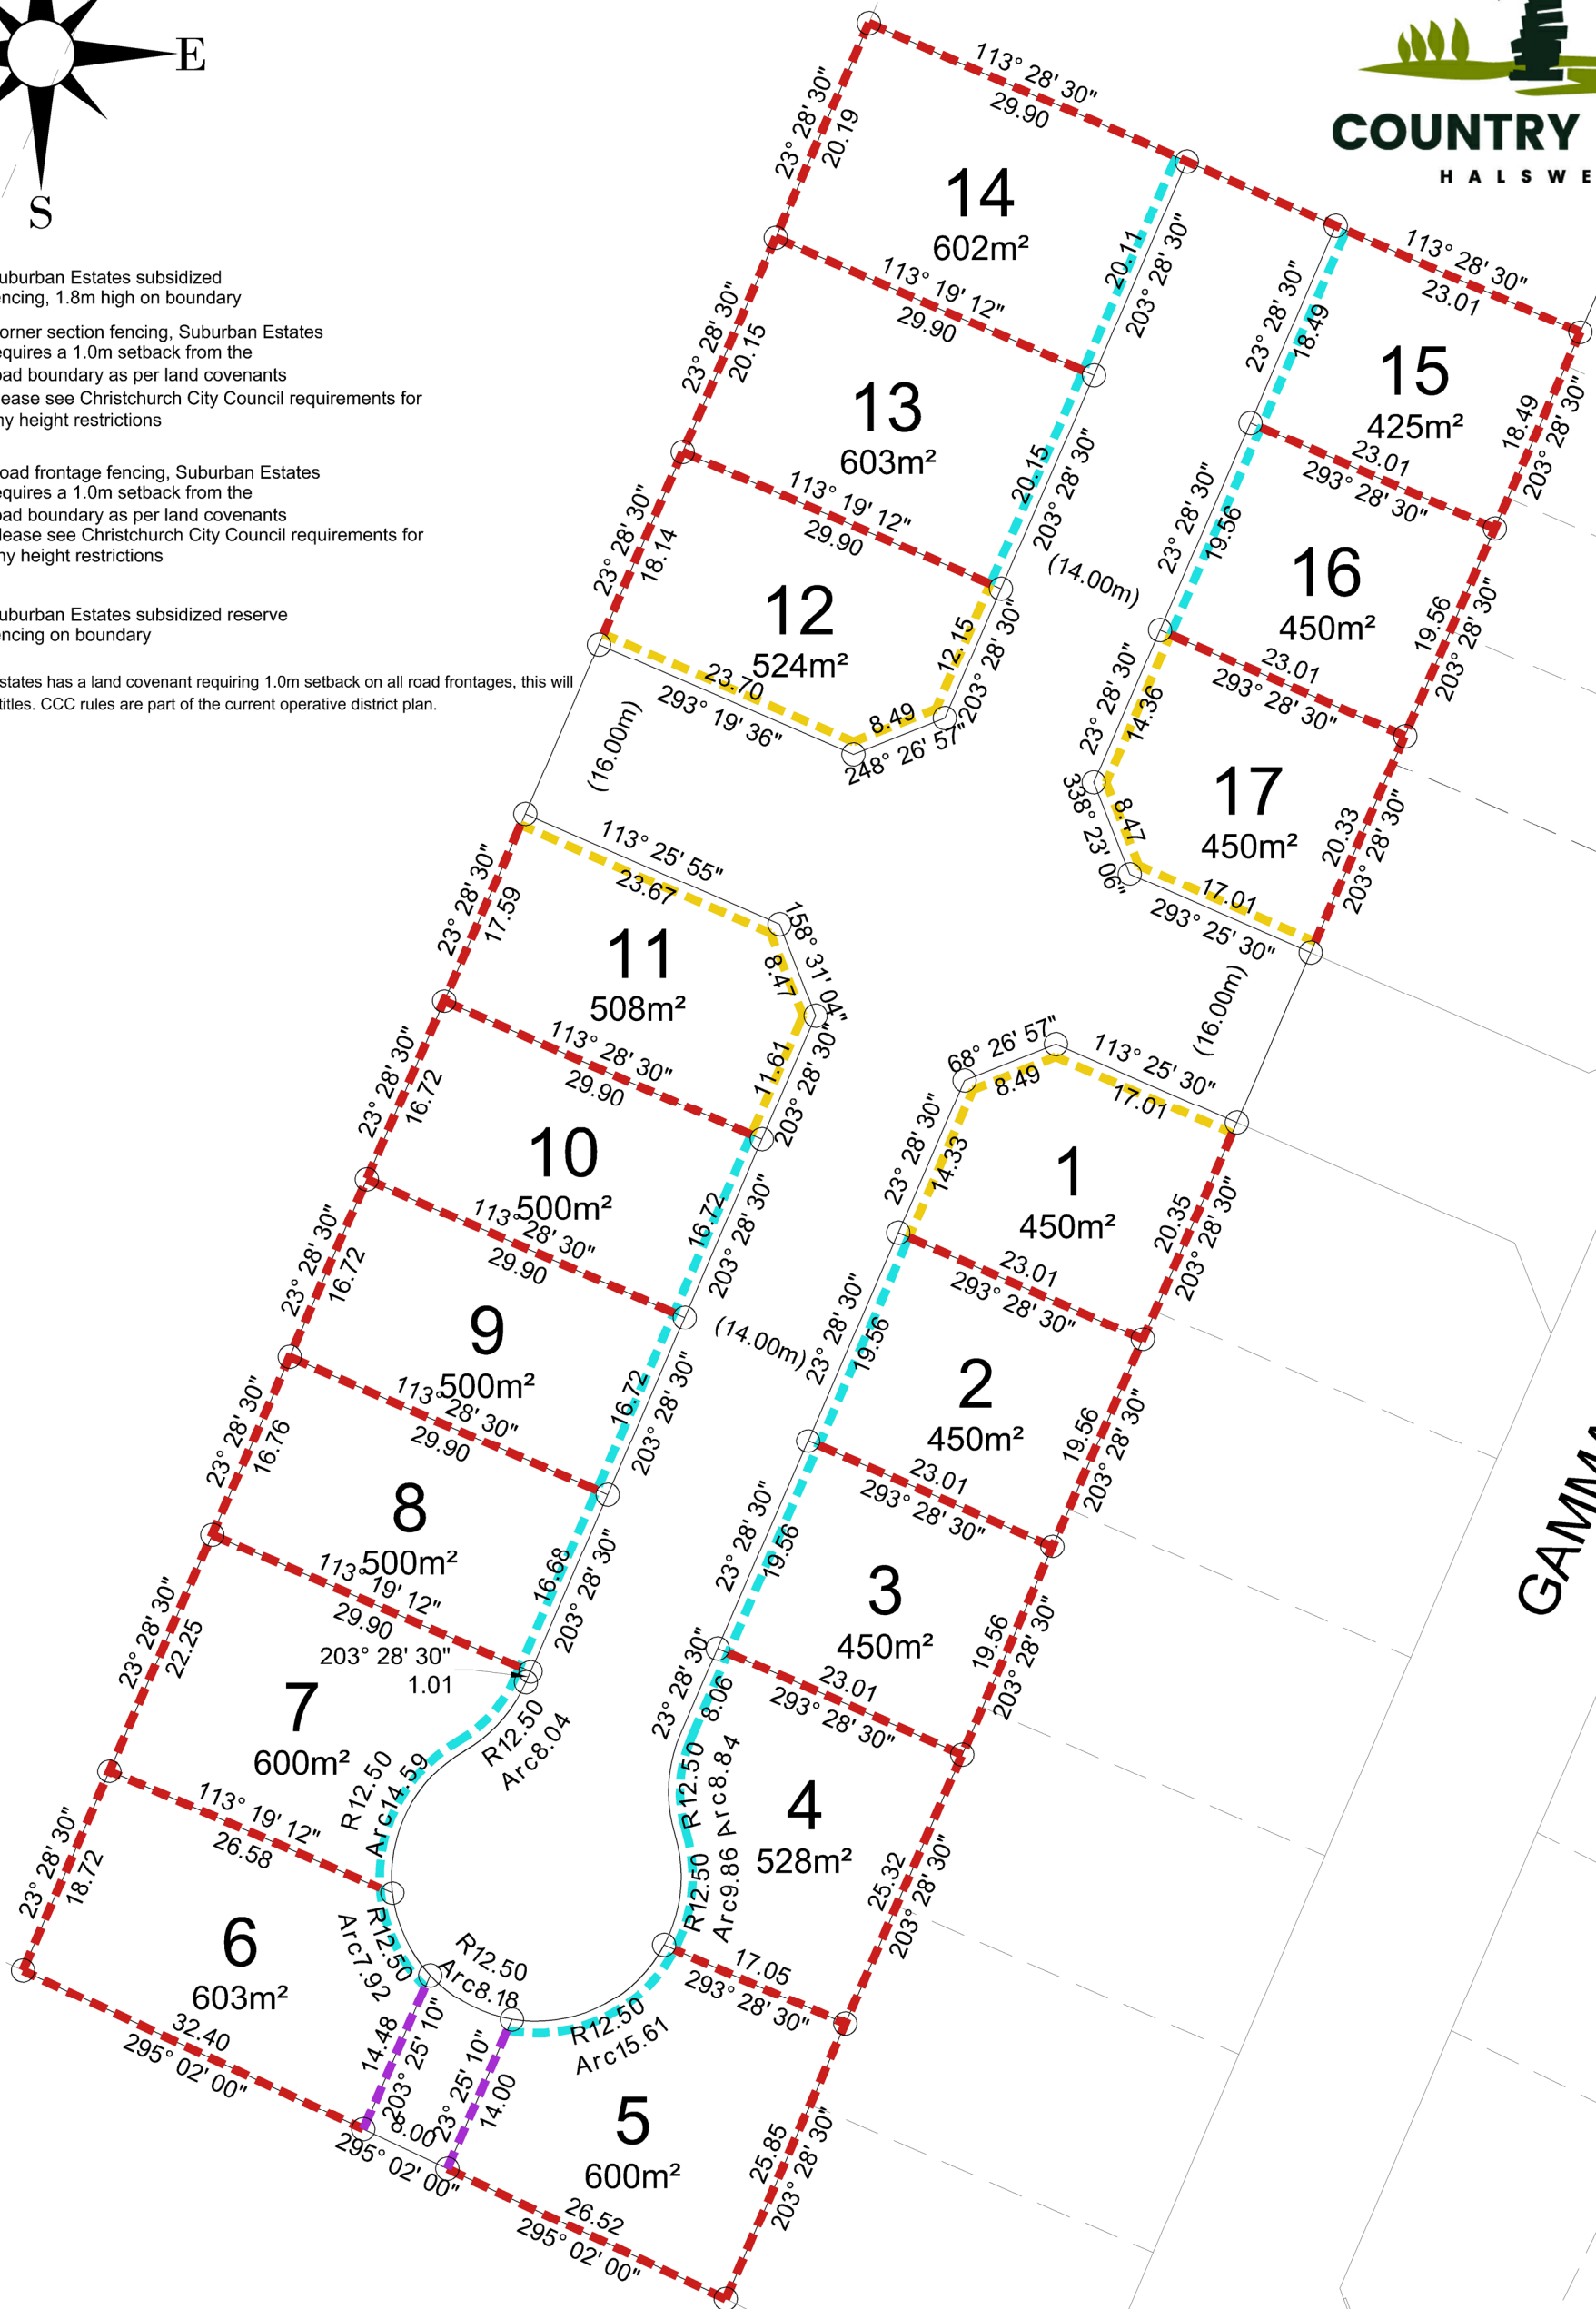 E
S
COUNTRY
HALSWE
uburban Estates subsidized
encing, 1.8m high on boundary
orner section fencing, Suburban Estates
equires a 1.0m setback from the
oad boundary as per land covenants
lease see Christchurch City Council requirements for
ny height restrictions
oad frontage fencing, Suburban Estates
equires a 1.0m setback from the
oad boundary as per land covenants
lease see Christchurch City Council requirements for
ny height restrictions
uburban Estates subsidized reserve
encing on boundary
states has a land covenant requiring 1.0m setback on all road frontages, this will
titles. CCC rules are part of the current operative district plan.
113° 28' 30"
29.90
23° 28' 30"
20.19
14
602m²
20.11
203° 28' 30"
113° 19' 12"
29.90
23° 28' 30"
20.15
13
603m²
20.15
203° 28' 30"
113° 19' 12"
29.90
23° 28' 30"
18.14
12
524m²
12.15
203° 28' 30"
23.70
293° 19' 36"
8.49
248° 26' 57"
(14.00m)
(16.00m)
113° 28' 30"
23.01
23° 28' 30"
18.49
15
425m²
18.49
203° 28' 30"
23.01
293° 28' 30"
23° 28' 30"
19.56
16
450m²
19.56
203° 28' 30"
23.01
293° 28' 30"
23° 28' 30"
14.36
17
450m²
20.33
203° 28' 30"
338° 23' 06"
8.47
17.01
293° 25' 30"
(16.00m)
113° 25' 55"
23.67
23° 28' 30"
17.59
11
508m²
158° 31' 04"
8.47
11.61
203° 28' 30"
113° 28' 30"
29.90
23° 28' 30"
16.72
10
500m²
16.72
203° 28' 30"
113° 28' 30"
29.90
23° 28' 30"
16.72
9
500m²
16.72
203° 28' 30"
113° 28' 30"
29.90
23° 28' 30"
16.76
8
500m²
16.68
203° 28' 30"
113° 19' 12"
29.90
203° 28' 30"
1.01
23° 28' 30"
22.25
7
600m²
R12.50
Arc8.04
R12.50
Arc14.59
113° 19' 12"
26.58
23° 28' 30"
18.72
6
603m²
R12.50
Arc7.92
32.40
295° 02' 00"
14.48
203° 25' 10"
R12.50
Arc8.18
8.00
295° 02' 00"
23° 25' 10"
14.00
(14.00m)
68° 26' 57"
8.49
113° 25' 30"
17.01
23° 28' 30"
14.33
1
450m²
20.35
203° 28' 30"
23.01
293° 28' 30"
23° 28' 30"
19.56
2
450m²
19.56
203° 28' 30"
23.01
293° 28' 30"
23° 28' 30"
19.56
3
450m²
19.56
203° 28' 30"
23.01
293° 28' 30"
23° 28' 30"
8.06
R12.50
Arc8.84
R12.50
Arc9.86
4
528m²
25.32
203° 28' 30"
17.05
293° 28' 30"
R12.50
Arc15.61
5
600m²
25.85
203° 28' 30"
26.52
295° 02' 00"